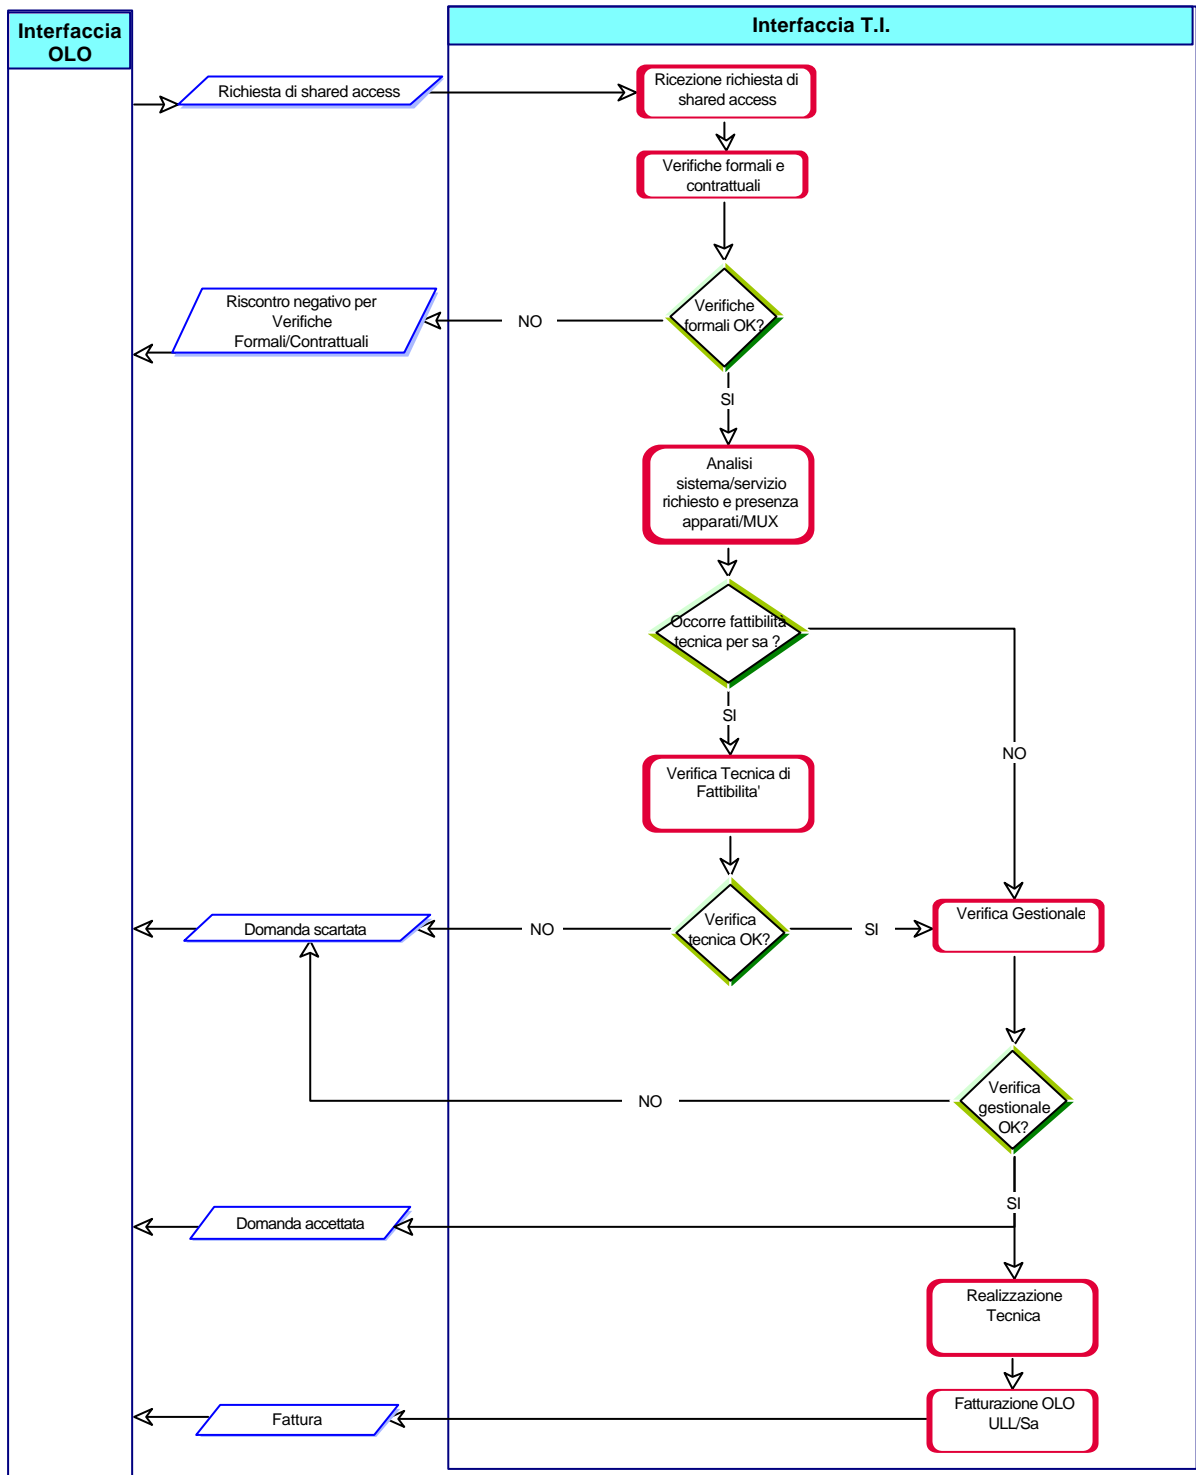 Interfaccia
OLO
Interfaccia T.I.
Richiesta di shared access
Ricezione richiesta di
shared access
Verifiche formali e
contrattuali
Verifiche
formali OK?
NO
Riscontro negativo per
Verifiche
Formali/Contrattuali
SI
Analisi
sistema/servizio
richiesto e presenza
apparati/MUX
Occorre fattibilità
tecnica per sa ?
SI
NO
Verifica Tecnica di
Fattibilita'
Verifica
tecnica OK?
NO
Domanda scartata
SI
Verifica Gestionale
Verifica
gestionale
OK?
NO
SI
Domanda accettata
Realizzazione
Tecnica
Fatturazione OLO
ULL/Sa
Fattura